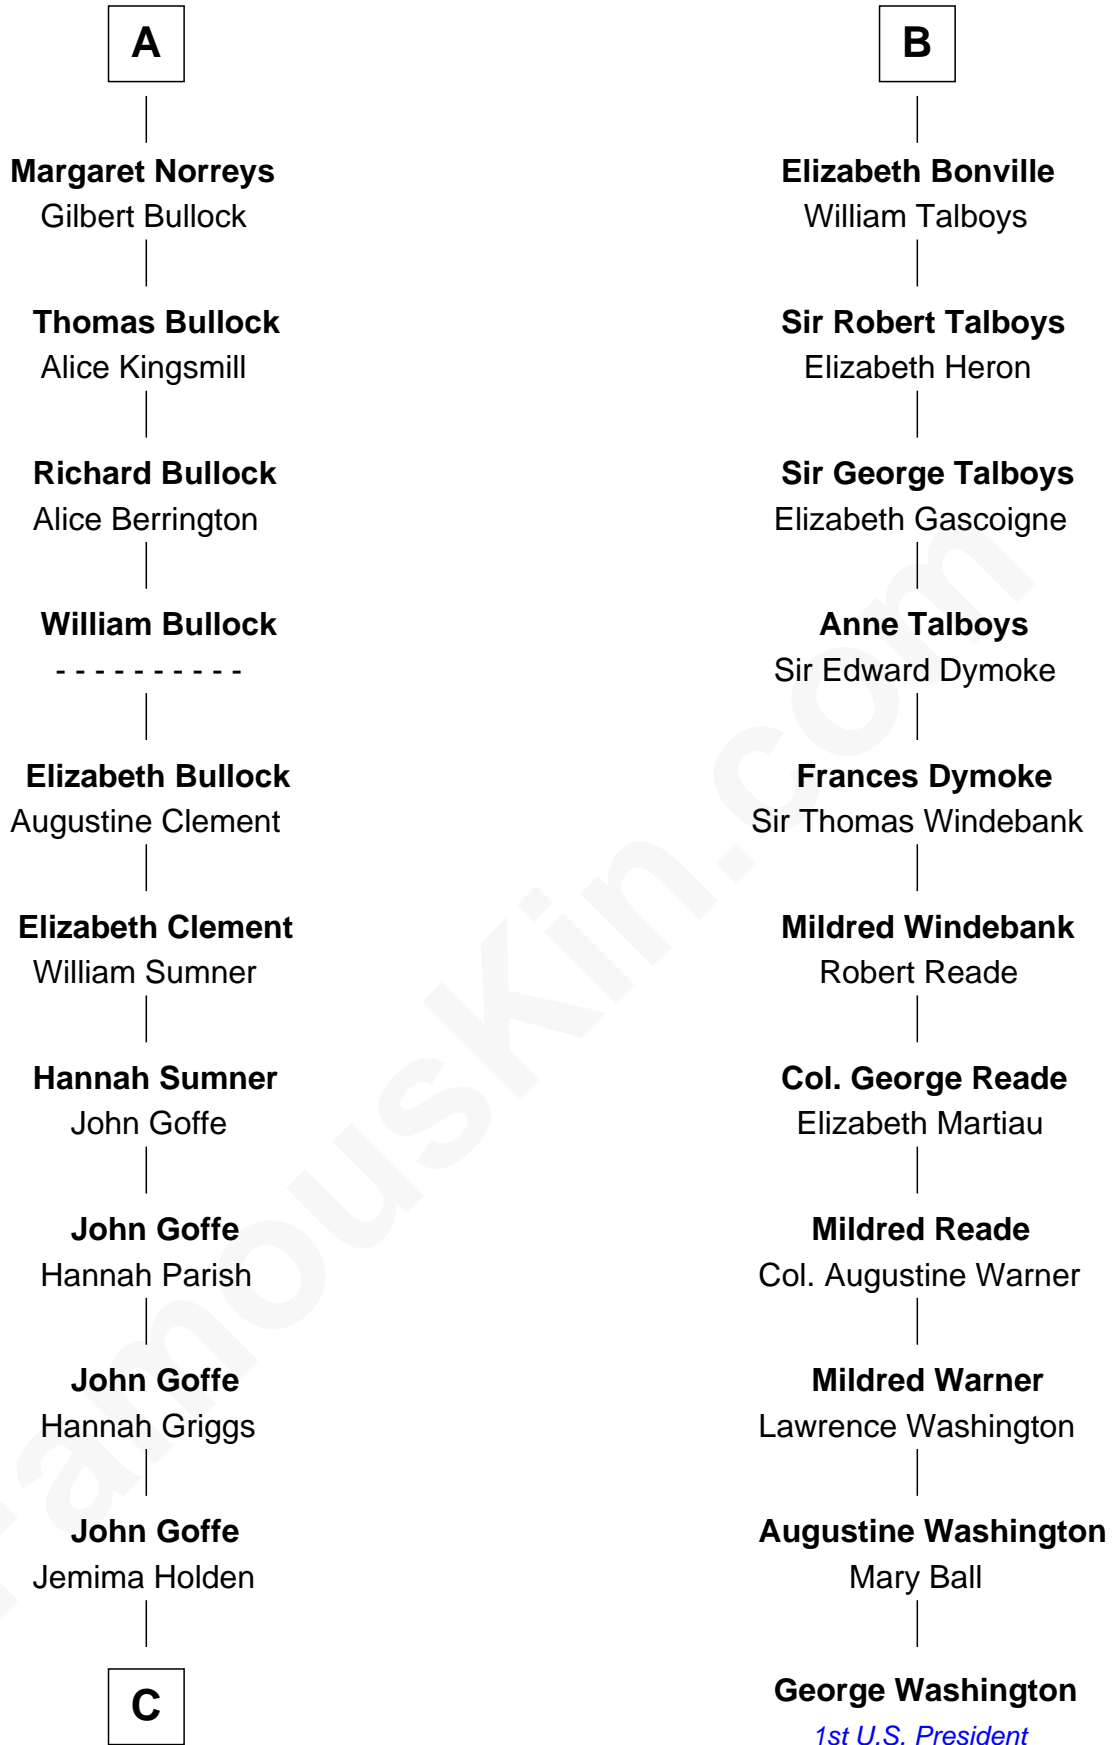 A
Margaret Norreys
Gilbert Bullock
Thomas Bullock
Alice Kingsmill
Richard Bullock
Alice Berrington
William Bullock
- - - - - - - - - -
Elizabeth Bullock
Augustine Clement
Elizabeth Clement
William Sumner
Hannah Sumner
John Goffe
John Goffe
Hannah Parish
John Goffe
Hannah Griggs
John Goffe
Jemima Holden
C
B
Elizabeth Bonville
William Talboys
Sir Robert Talboys
Elizabeth Heron
Sir George Talboys
Elizabeth Gascoigne
Anne Talboys
Sir Edward Dymoke
Frances Dymoke
Sir Thomas Windebank
Mildred Windebank
Robert Reade
Col. George Reade
Elizabeth Martiau
Mildred Reade
Col. Augustine Warner
Mildred Warner
Lawrence Washington
Augustine Washington
Mary Ball
George Washington
1st U.S. President
FamousKin.com